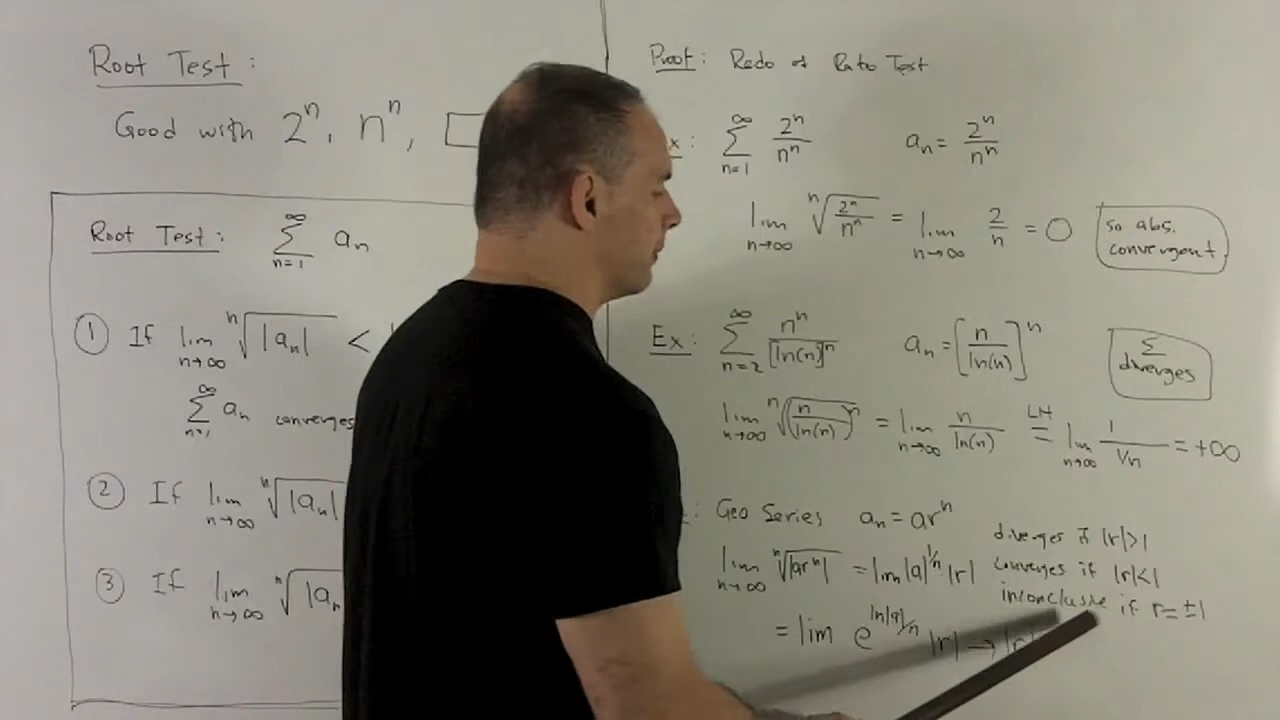 Root Test:
Good with 2^n, n^n,
Root Test: ∑_{n=1}^{∞} a_n
① If lim_{n→∞} ⁿ√|a_n| <
∑_{n=1}^{∞} a_n converges
② If lim_{n→∞} ⁿ√|a_n|
③ If lim_{n→∞} ⁿ√|a_n
Proof: Redo of Ratio Test
x: ∑_{n=1}^{∞} 2^n/n^n a_n = 2^n/n^n
lim_{n→∞} ⁿ√(2^n/n^n) = lim_{n→∞} 2/n = 0
so abs.
convergent
Ex: ∑_{n=2}^{∞} n^n/[ln(n)]^n a_n = [n/ln(n)]^n
∑
diverges
lim_{n→∞} ⁿ√(n/ln(n))^n = lim_{n→∞} n/ln(n) =^{LH} lim_{n→∞} 1/(1/n) = +∞
: Geo Series a_n = ar^n
lim_{n→∞} ⁿ√|ar^n| = lim |a|^{1/n} |r|
= lim e^{ln|a|/n} |r| → |r|
diverges if |r|>1
converges if |r|<1
inconclusive if r=±1